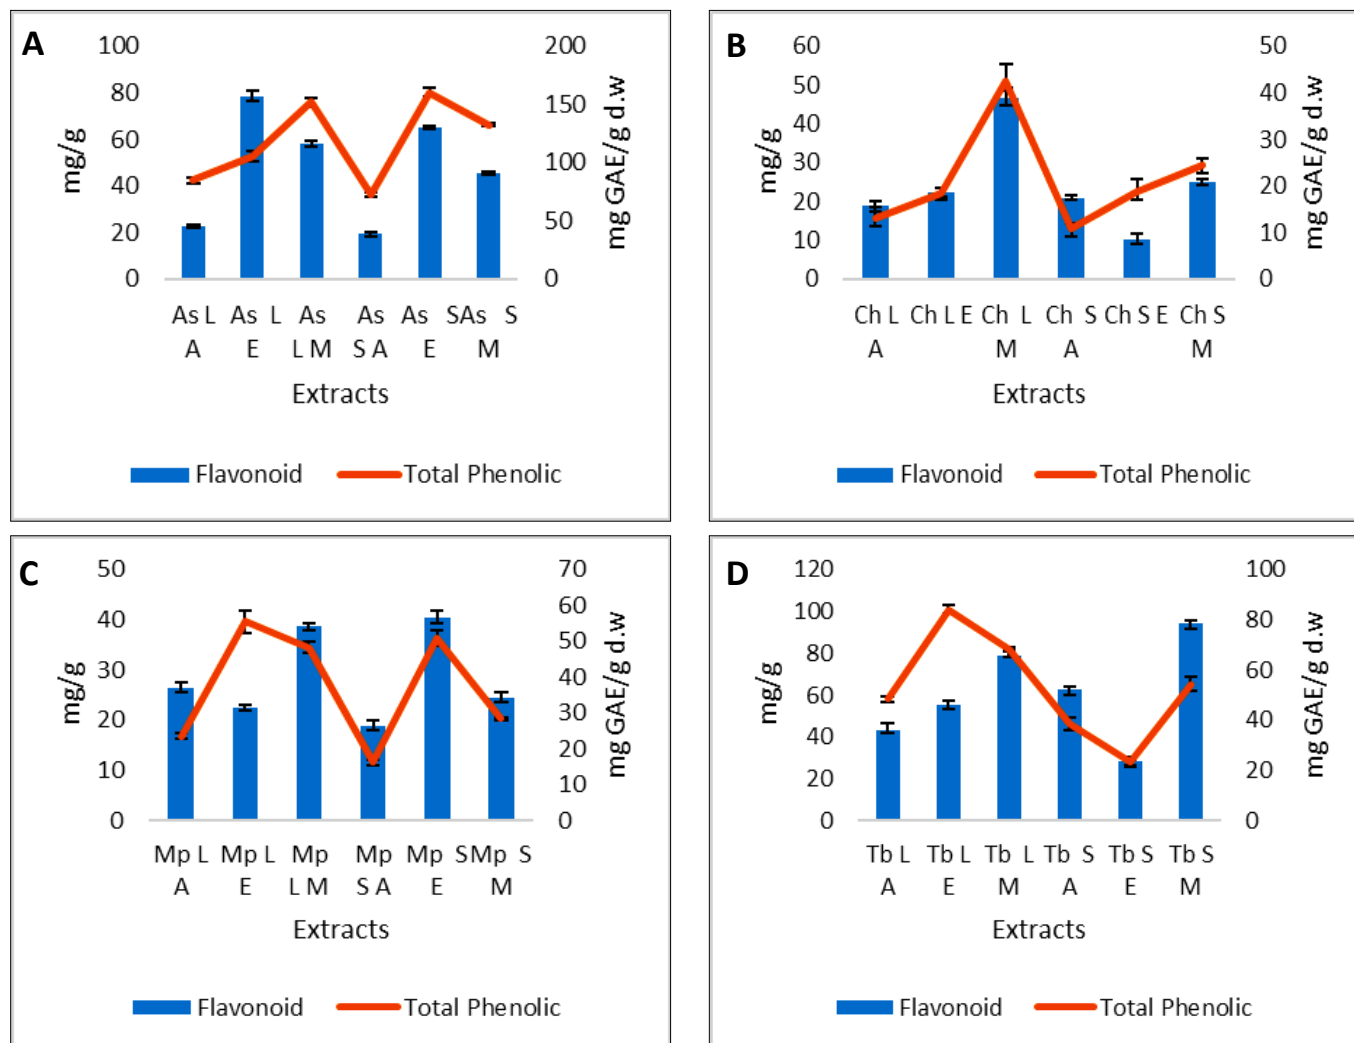 A
100
80
60
40
20
0
mg/g
200
150
100
50
0
mg GAE/g d.w
As L As L As As As SAs S
A E L M S A E M
Extracts
Flavonoid Total Phenolic
B
60
50
40
30
20
10
0
mg/g
50
40
30
20
10
0
mg GAE/g d.w
Ch L Ch L E Ch L Ch S Ch S E Ch S
A M A M
Extracts
Flavonoid Total Phenolic
C
50
40
30
20
10
0
mg/g
70
60
50
40
30
20
10
0
mg GAE/g d.w
Mp L Mp L Mp Mp Mp SMp S
A E L M S A E M
Extracts
Flavonoid Total Phenolic
D
120
100
80
60
40
20
0
mg/g
100
80
60
40
20
0
mg GAE/g d.w
Tb L Tb L Tb L Tb S Tb S Tb S
A E M A E M
Extracts
Flavonoid Total Phenolic